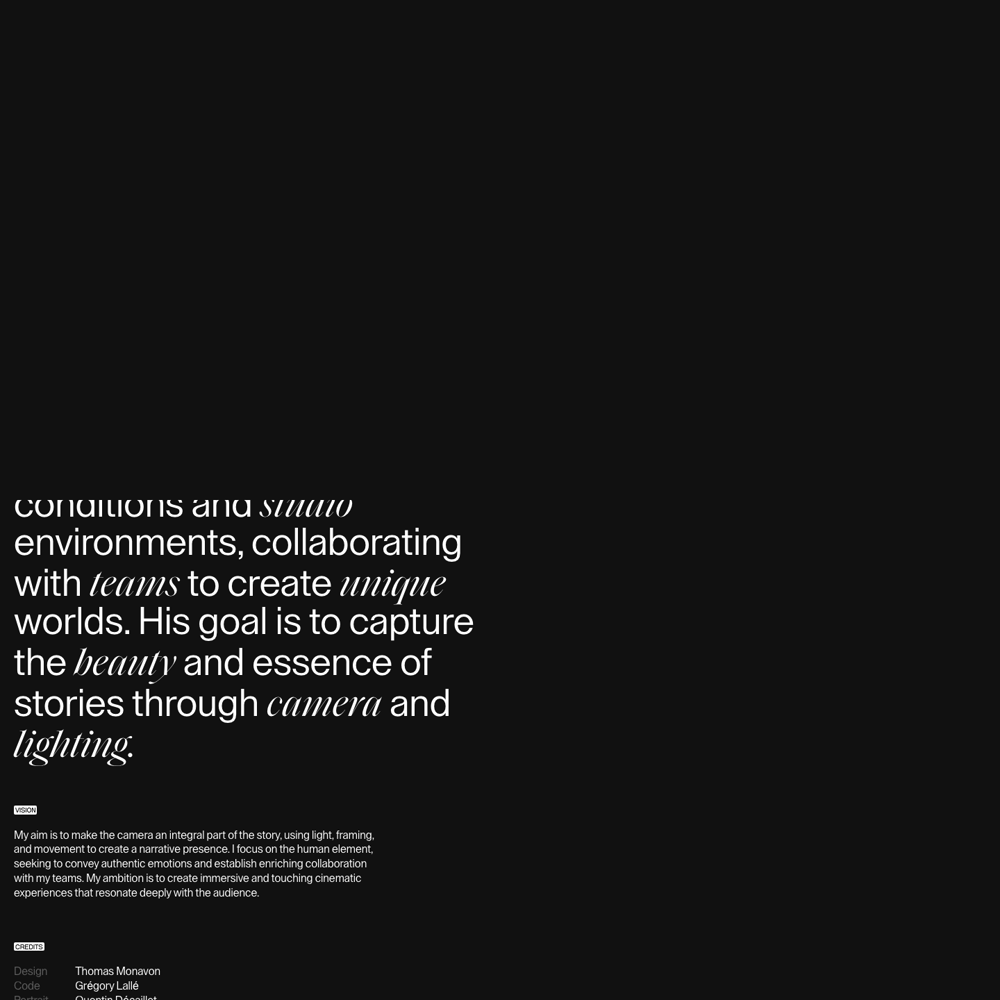 conditions and studio
environments, collaborating
with teams to create unique
worlds. His goal is to capture
the beauty and essence of
stories through camera and
lighting.
VISION
My aim is to make the camera an integral part of the story, using light, framing,
and movement to create a narrative presence. I focus on the human element,
seeking to convey authentic emotions and establish enriching collaboration
with my teams. My ambition is to create immersive and touching cinematic
experiences that resonate deeply with the audience.
CREDITS
Design Thomas Monavon
Code Grégory Lallé
Portrait Quentin Décaillet